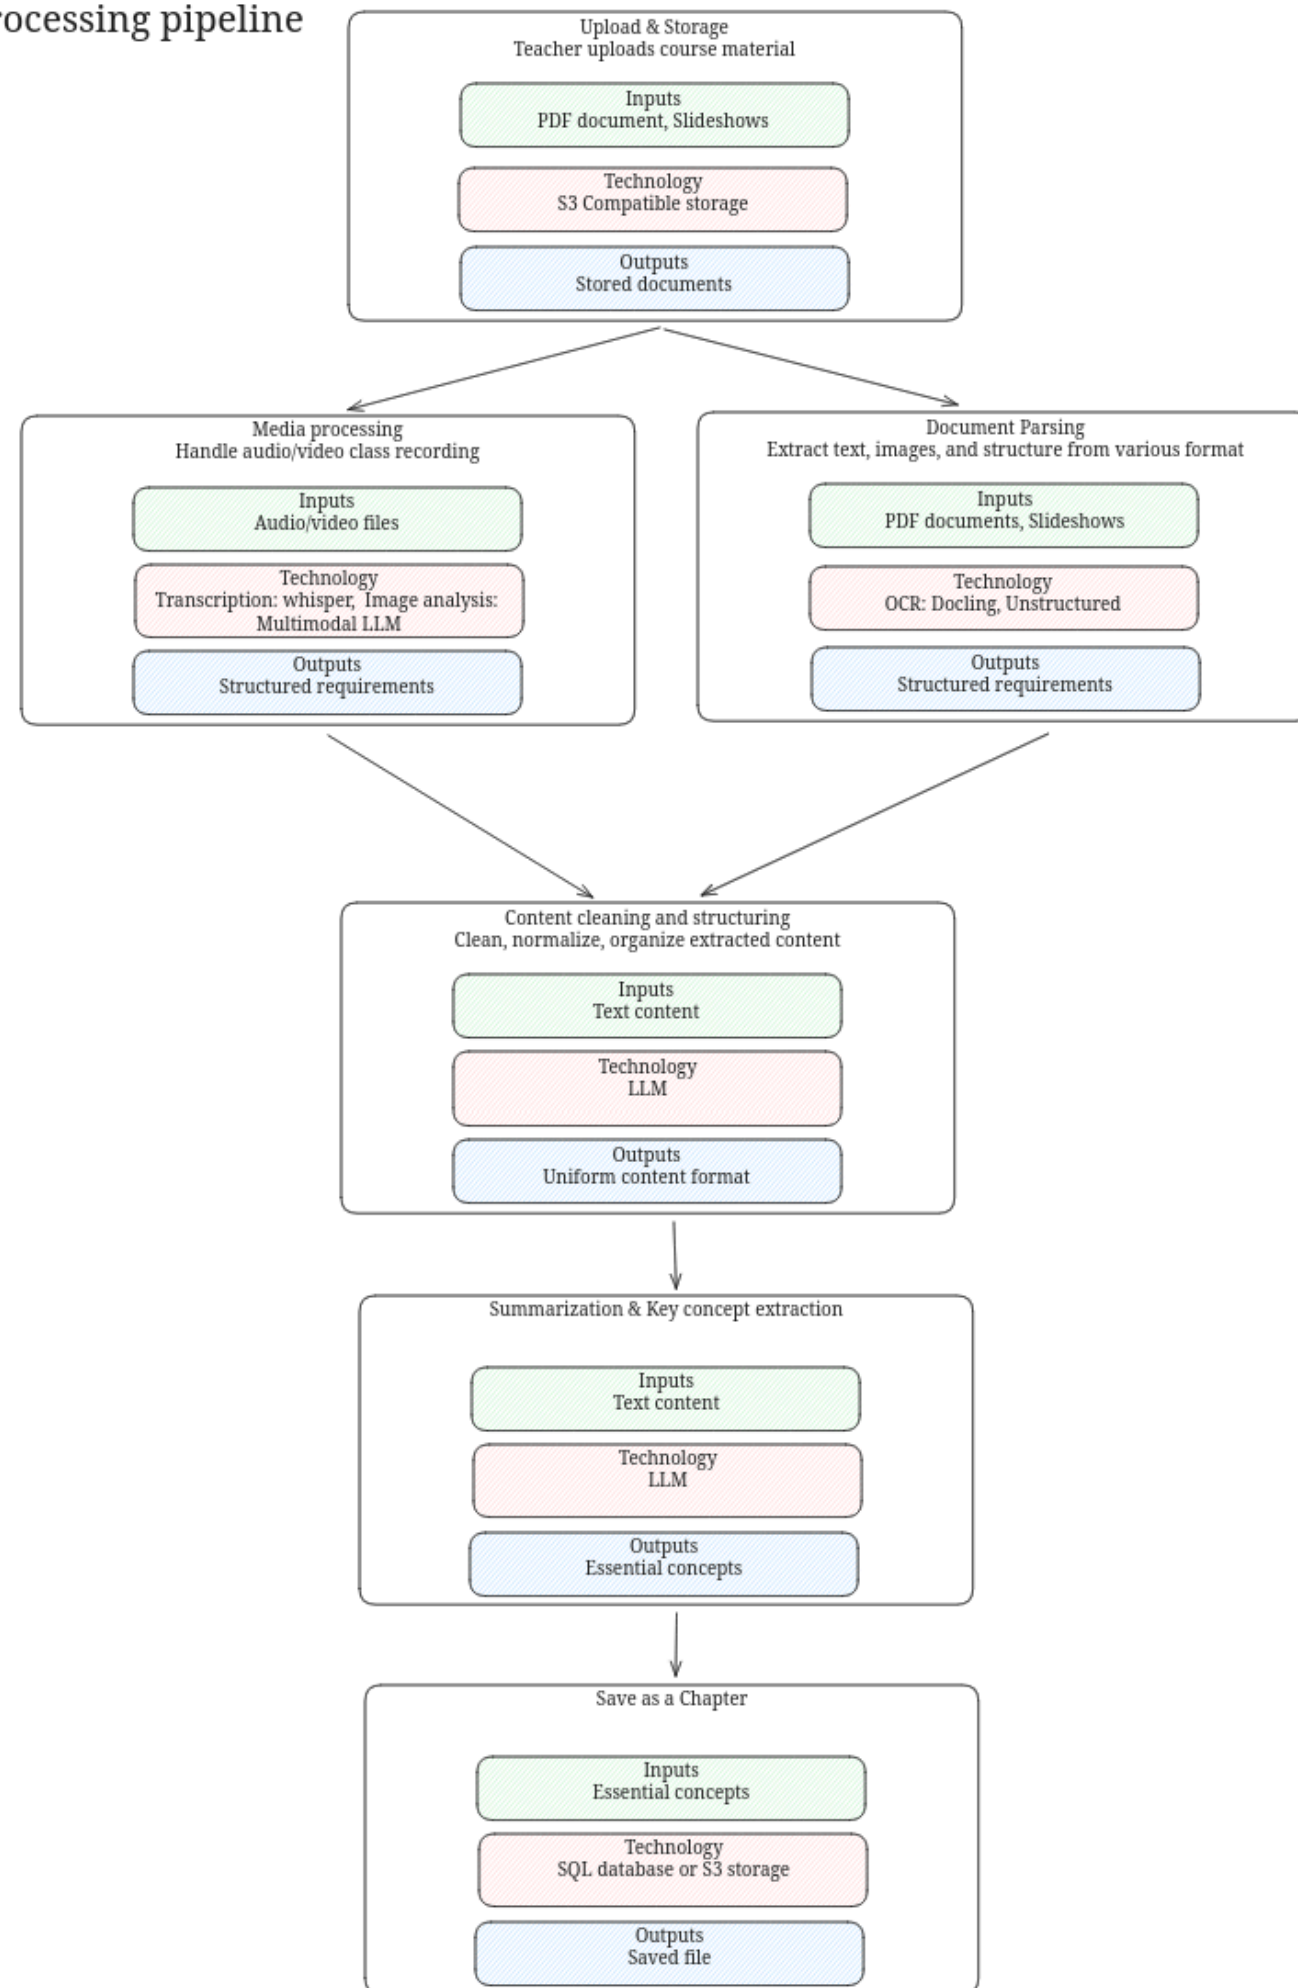 rocessing pipeline
Upload & Storage
Teacher uploads course material
Inputs
PDF document, Slideshows
Technology
S3 Compatible storage
Outputs
Stored documents
Media processing
Handle audio/video class recording
Inputs
Audio/video files
Technology
Transcription: whisper,  Image analysis:
Multimodal LLM
Outputs
Structured requirements
Document Parsing
Extract text, images, and structure from various format
Inputs
PDF documents, Slideshows
Technology
OCR: Docling, Unstructured
Outputs
Structured requirements
Content cleaning and structuring
Clean, normalize, organize extracted content
Inputs
Text content
Technology
LLM
Outputs
Uniform content format
Summarization & Key concept extraction
Inputs
Text content
Technology
LLM
Outputs
Essential concepts
Save as a Chapter
Inputs
Essential concepts
Technology
SQL database or S3 storage
Outputs
Saved file